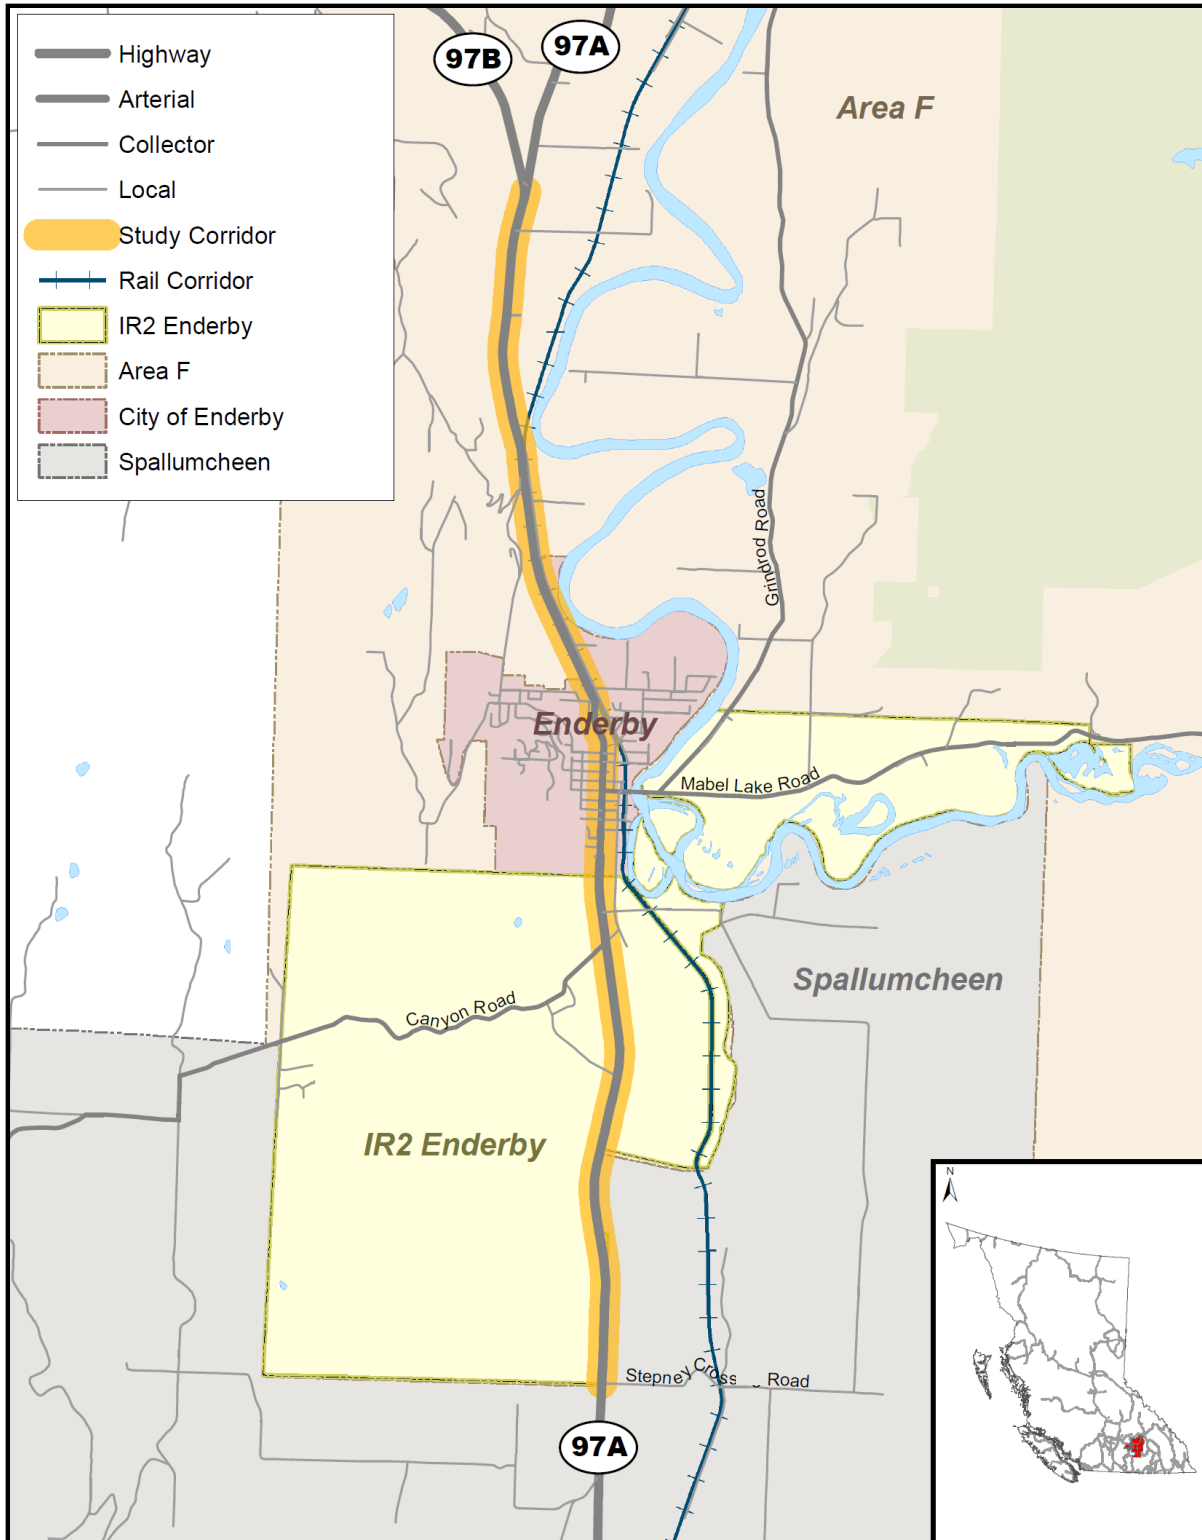 97B
97A
Highway
Arterial
Collector
Local
Study Corridor
Rail Corridor
IR2 Enderby
Area F
City of Enderby
Spallumcheen
Area F
Grindrod Road
Enderby
Mabel Lake Road
Spallumcheen
Canyon Road
IR2 Enderby
N
Stepney Cross
Road
97A